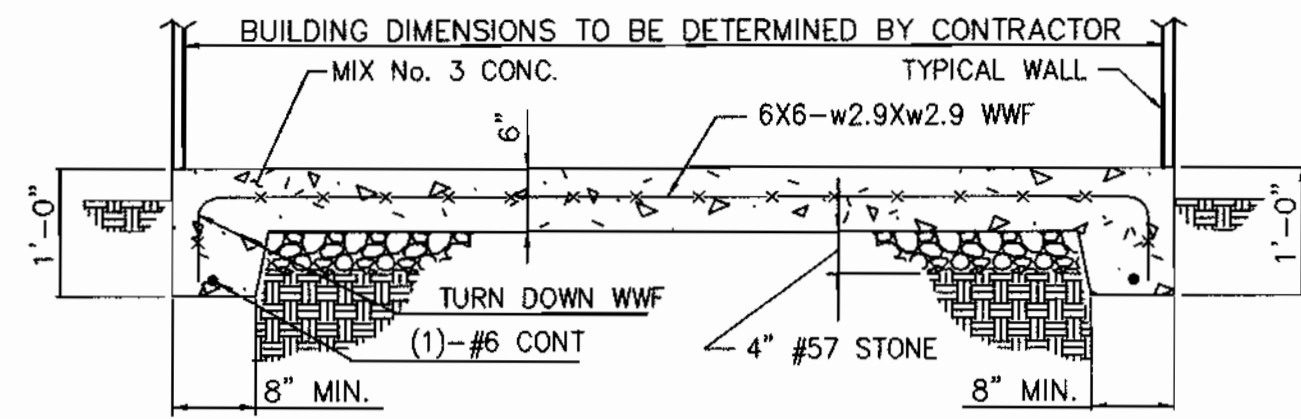 BUILDING DIMENSIONS TO BE DETERMINED BY CONTRACTOR
MIX No. 3 CONC.
TYPICAL WALL
6"
6X6-w2.9Xw2.9 WWF
1'-0"
1'-0"
TURN DOWN WWF
(1)-#6 CONT
4" #57 STONE
8" MIN.
8" MIN.